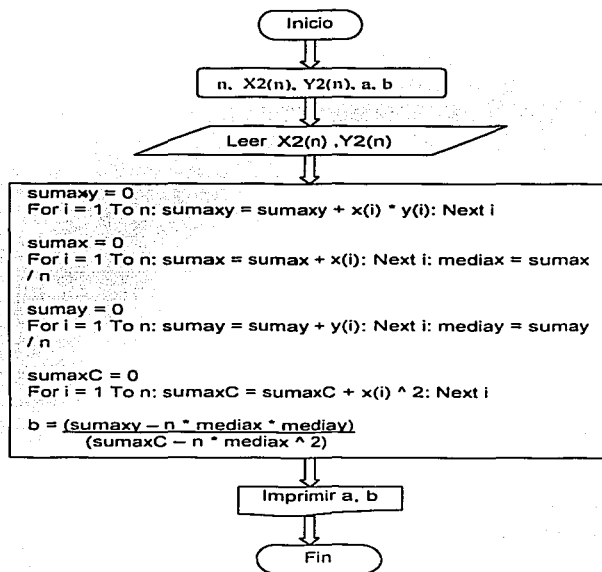 Inicio
n, X2(n), Y2(n), a, b
Leer X2(n) ,Y2(n)
sumaxy = 0
For i = 1 To n: sumaxy = sumaxy + x(i) * y(i): Next i
sumax = 0
For i = 1 To n: sumax = sumax + x(i): Next i: mediax = sumax
/ n
sumay = 0
For i = 1 To n: sumay = sumay + y(i): Next i: mediay = sumay
/ n
sumaxC = 0
For i = 1 To n: sumaxC = sumaxC + x(i) ^ 2: Next i
b = (sumaxy – n * mediax * mediay)
(sumaxC – n * mediax ^ 2)
Imprimir a, b
Fin